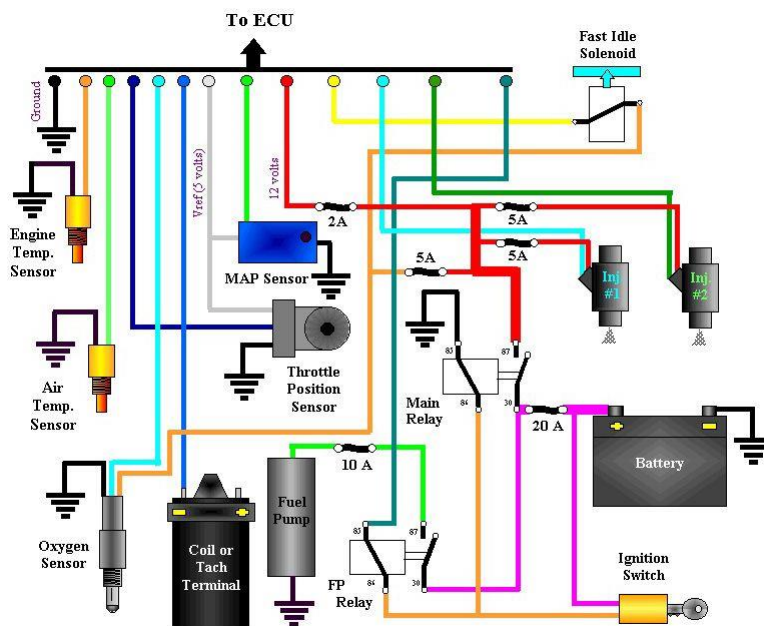 To ECU
Fast Idle
Solenoid
Ground
Vref (5 volts)
12 volts
2A
5A
5A
5A
Engine
Temp.
Sensor
MAP Sensor
Inj.
#1
Inj.
#2
Air
Temp.
Sensor
Throttle
Position
Sensor
85
87
Main
Relay
84
30
20 A
Battery
10 A
Fuel
Pump
Oxygen
Sensor
Coil or
Tach
Terminal
85
87
84
30
FP
Relay
Ignition
Switch